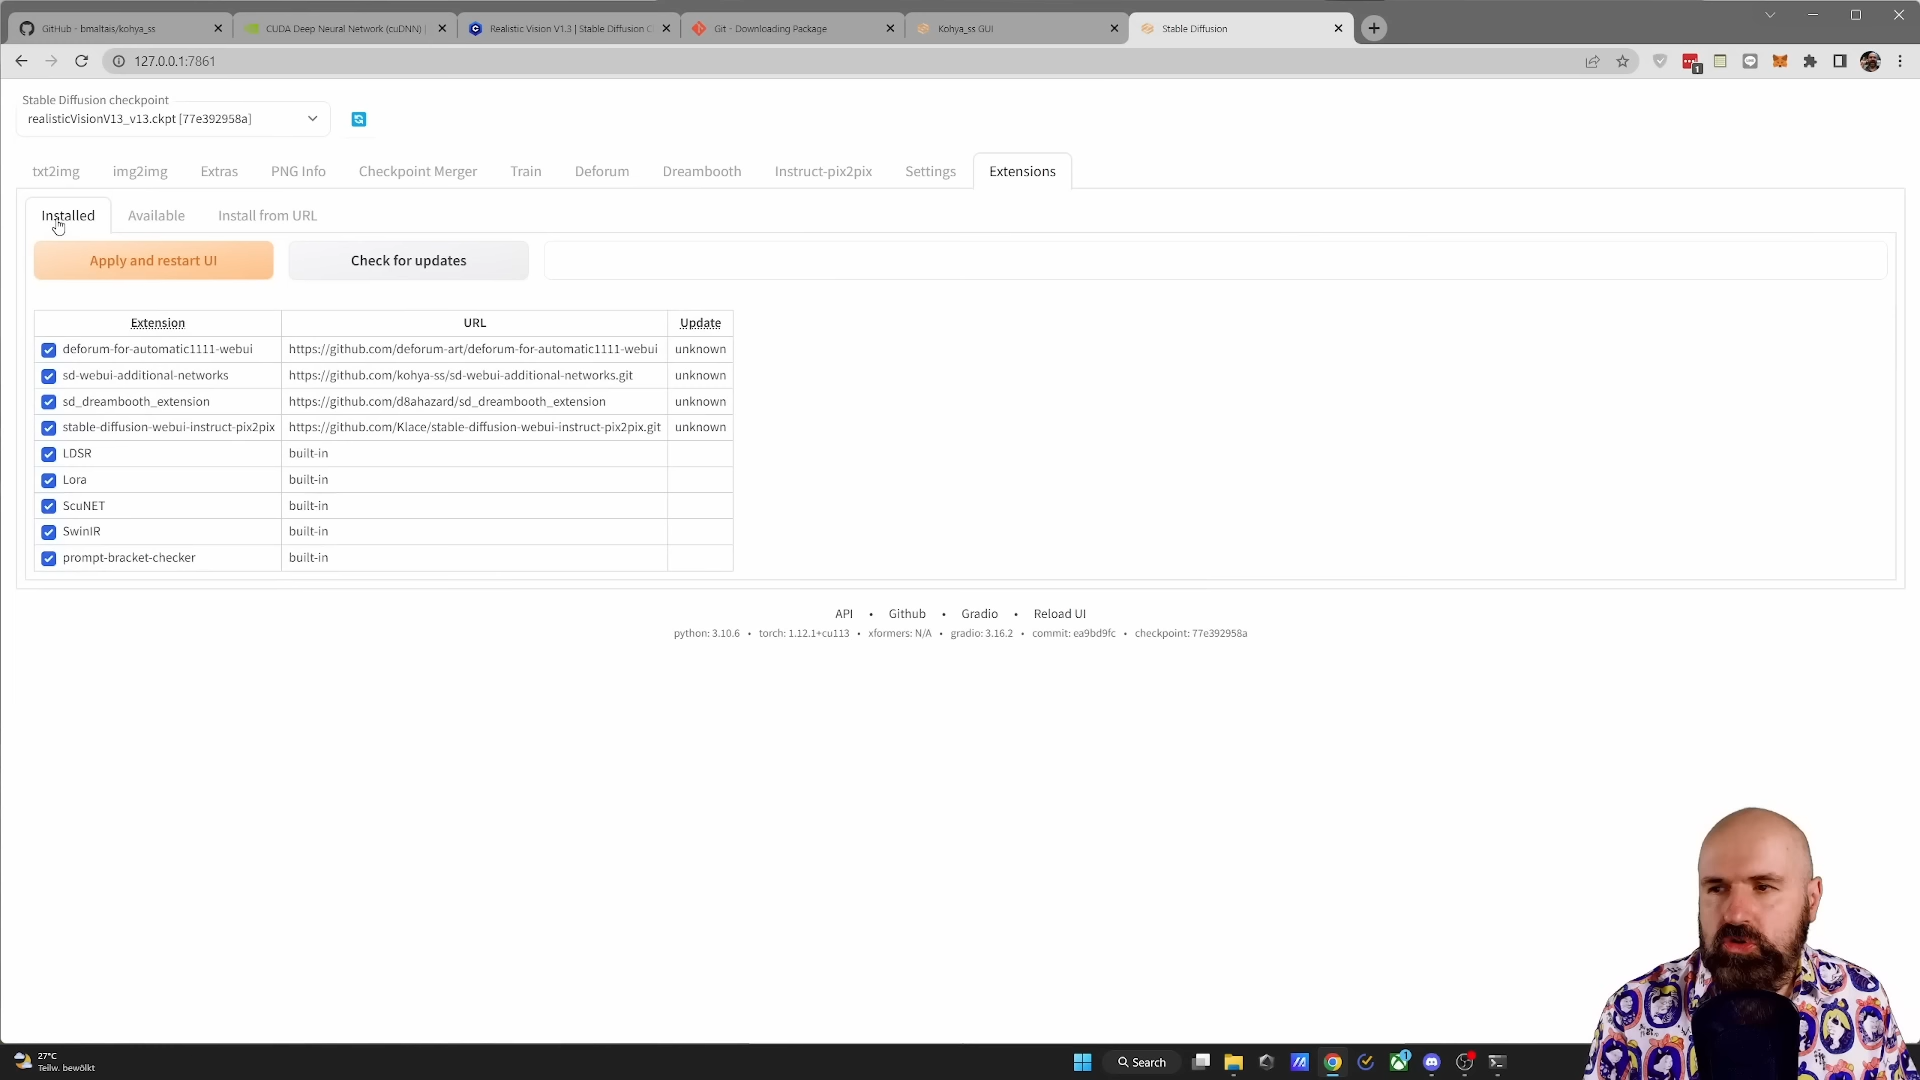 GitHub - bmaltais/kohya_ss
CUDA Deep Neural Network (cuDNN) |
Realistic Vision V1.3 | Stable Diffusion C
Git - Downloading Package
Kohya_ss GUI
Stable Diffusion
127.0.0.1:7861
1
Stable Diffusion checkpoint
realisticVisionV13_v13.ckpt [77e392958a]
txt2img
img2img
Extras
PNG Info
Checkpoint Merger
Train
Deforum
Dreambooth
Instruct-pix2pix
Settings
Extensions
Installed
Available
Install from URL
Apply and restart UI
Check for updates
Extension URL Update
deforum-for-automatic1111-webui https://github.com/deforum-art/deforum-for-automatic1111-webui unknown
sd-webui-additional-networks https://github.com/kohya-ss/sd-webui-additional-networks.git unknown
sd_dreambooth_extension https://github.com/d8ahazard/sd_dreambooth_extension unknown
stable-diffusion-webui-instruct-pix2pix https://github.com/Klace/stable-diffusion-webui-instruct-pix2pix.git unknown
LDSR built-in
Lora built-in
ScuNET built-in
SwinIR built-in
prompt-bracket-checker built-in
API • Github • Gradio • Reload UI
python: 3.10.6 • torch: 1.12.1+cu113 • xformers: N/A • gradio: 3.16.2 • commit: ea9bd9fc • checkpoint: 77e392958a
27°C
Teilw. bewölkt
Search
1